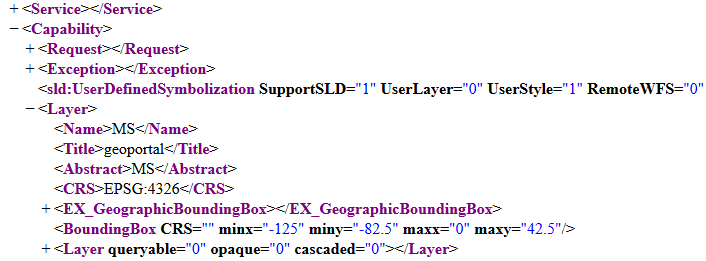 + <Service></Service>
− <Capability>
+ <Request></Request>
+ <Exception></Exception>
<sld:UserDefinedSymbolization SupportSLD="1" UserLayer="0" UserStyle="1" RemoteWFS="0"
− <Layer>
<Name>MS</Name>
<Title>geoportal</Title>
<Abstract>MS</Abstract>
<CRS>EPSG:4326</CRS>
+ <EX_GeographicBoundingBox></EX_GeographicBoundingBox>
<BoundingBox CRS="" minx="-125" miny="-82.5" maxx="0" maxy="42.5"/>
+ <Layer queryable="0" opaque="0" cascaded="0"></Layer>